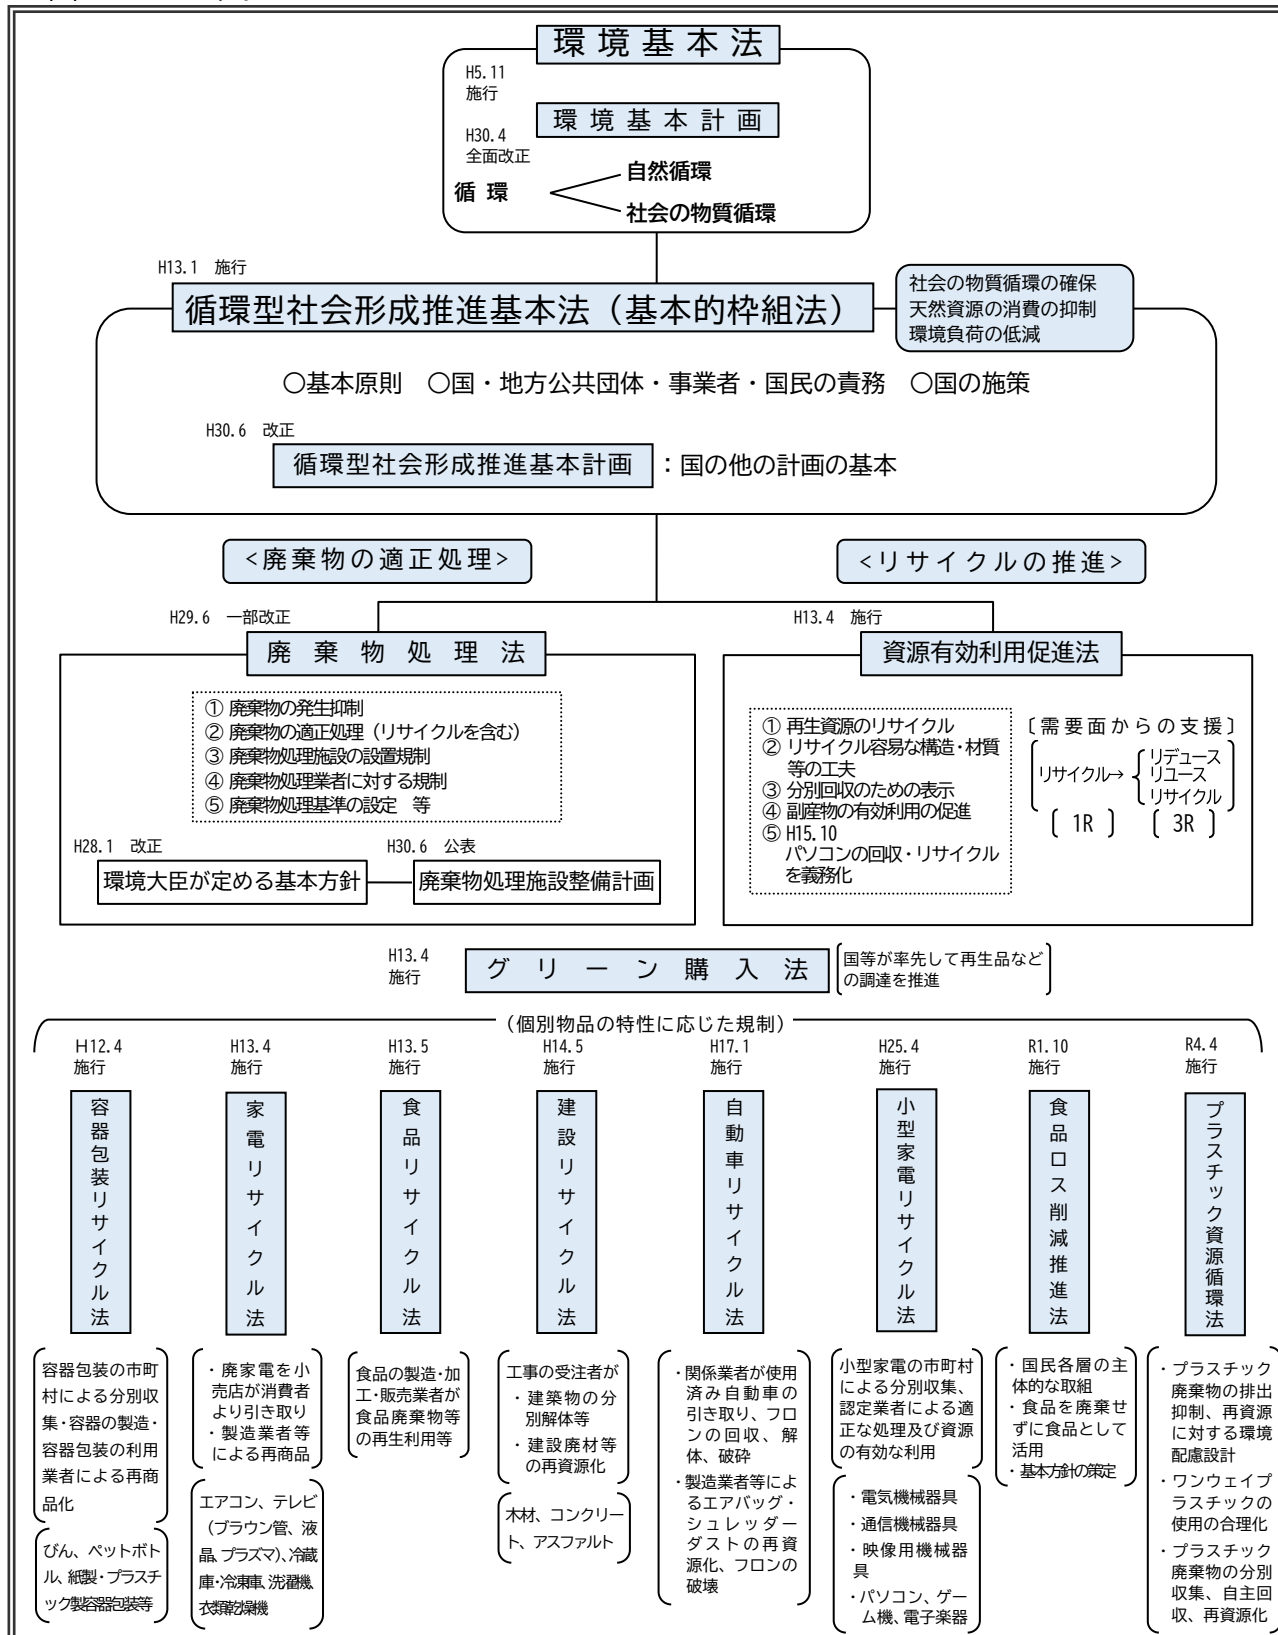 環境基本法
H5.11
施行
環境基本計画
H30.4
全面改正
循 環
自然循環
社会の物質循環
H13.1 施行
循環型社会形成推進基本法（基本的枠組法）
社会の物質循環の確保
天然資源の消費の抑制
環境負荷の低減
○基本原則 ○国・地方公共団体・事業者・国民の責務 ○国の施策
H30.6 改正
循環型社会形成推進基本計画 ：国の他の計画の基本
<廃棄物の適正処理>
<リサイクルの推進>
H29.6 一部改正
廃棄物処理法
① 廃棄物の発生抑制
② 廃棄物の適正処理（リサイクルを含む）
③ 廃棄物処理施設の設置規制
④ 廃棄物処理業者に対する規制
⑤ 廃棄物処理基準の設定 等
H28.1 改正
環境大臣が定める基本方針
H30.6 公表
廃棄物処理施設整備計画
H13.4 施行
資源有効利用促進法
① 再生資源のリサイクル
② リサイクル容易な構造・材質
等の工夫
③ 分別回収のための表示
④ 副産物の有効利用の促進
⑤ H15.10
パソコンの回収・リサイクル
を義務化
〔需要面からの支援〕
リサイクル→
リデュース
リユース
リサイクル
〔 1R 〕 〔 3R 〕
H13.4
施行
グリーン購入法
国等が率先して再生品など
の調達を推進
（個別物品の特性に応じた規制）
H12.4
施行
容器包装リサイクル法
容器包装の市町
村による分別収
集・容器の製造・
容器包装の利用
業者による再商
品化
びん、ペットボト
ル、紙製・プラスチ
ック製容器包装等
H13.4
施行
家電リサイクル法
・廃家電を小
売店が消費者
より引き取り
・製造業者等
による再商品
エアコン、テレビ
（ブラウン管、液
晶、プラズマ）、冷蔵
庫・冷凍庫、洗濯機、
衣類乾燥機
H13.5
施行
食品リサイクル法
食品の製造・加
工・販売業者が
食品廃棄物等
の再生利用等
H14.5
施行
建設リサイクル法
工事の受注者が
・建築物の分
別解体等
・建設廃材等
の再資源化
木材、コンクリー
ト、アスファルト
H17.1
施行
自動車リサイクル法
・関係業者が使用
済み自動車の
引き取り、フロ
ンの回収、解
体、破砕
・製造業者等によ
るエアバッグ・
シュレッダー
ダストの再資
源化、フロンの
破壊
H25.4
施行
小型家電リサイクル法
小型家電の市町村
による分別収集、
認定業者による適
正な処理及び資源
の有効な利用
・電気機械器具
・通信機械器具
・映像用機械器
具
・パソコン、ゲー
ム機、電子楽器
R1.10
施行
食品ロス削減推進法
・国民各層の主
体的な取組
・食品を廃棄せ
ずに食品として
活用
・基本方針の策定
R4.4
施行
プラスチック資源循環法
・プラスチック
廃棄物の排出
抑制、再資源
に対する環境
配慮設計
・ワンウェイプ
ラスチックの
使用の合理化
・プラスチック
廃棄物の分別
収集、自主回
収、再資源化